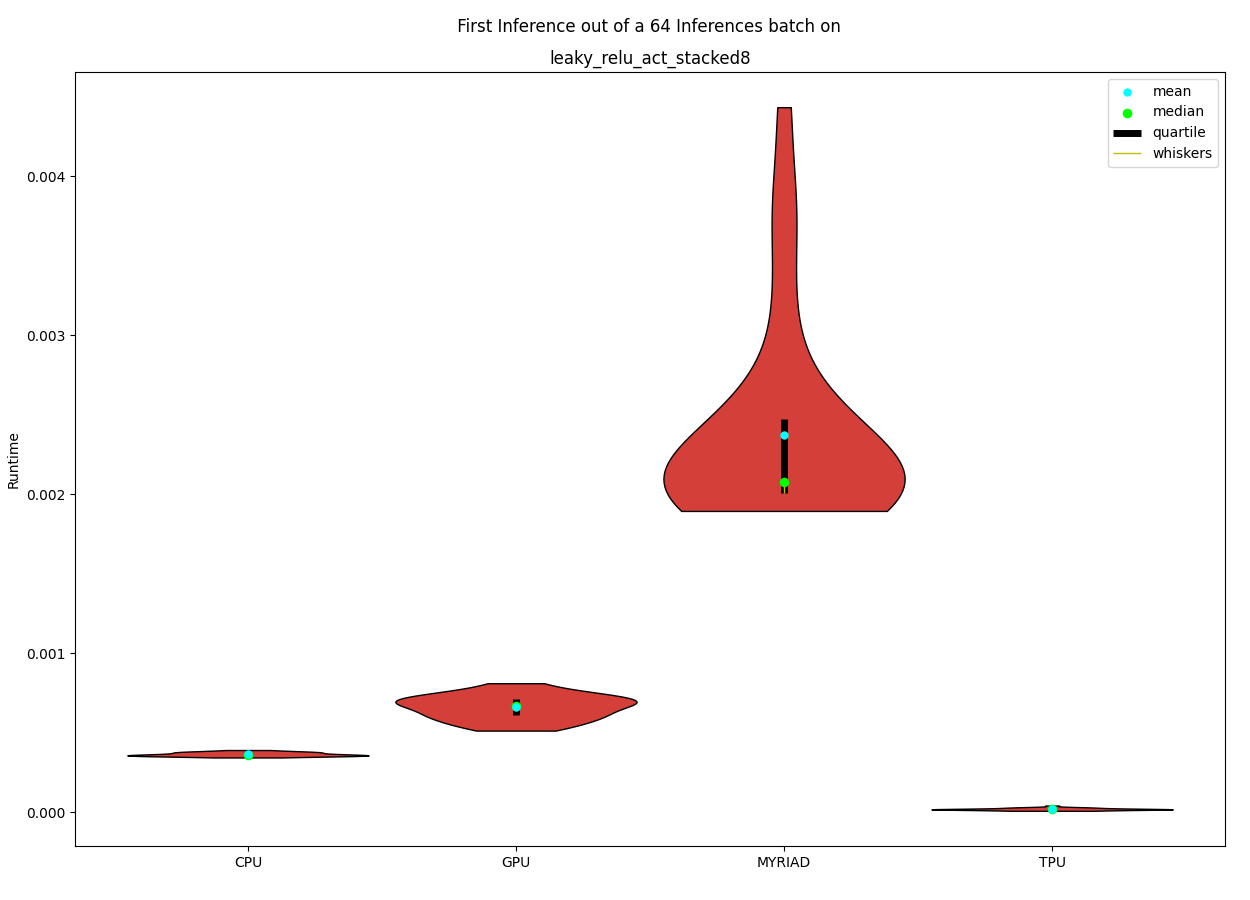 First Inference out of a 64 Inferences batch on
leaky_relu_act_stacked8
mean
median
quartile
whiskers
Runtime
0.004
0.003
0.002
0.001
0.000
CPU GPU MYRIAD TPU